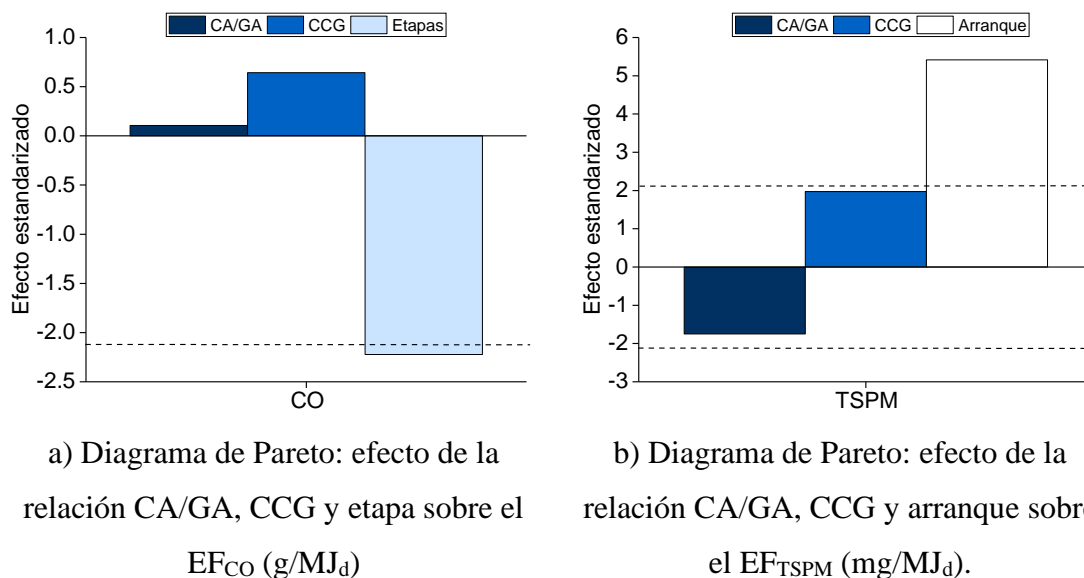 CA/GA CCG Etapas
1.0
0.5
0.0
-0.5
-1.0
-1.5
-2.0
-2.5
Efecto estandarizado
CO
CA/GA CCG Arranque
6
5
4
3
2
1
0
-1
-2
-3
Efecto estandarizado
TSPM
a) Diagrama de Pareto: efecto de la
relación CA/GA, CCG y etapa sobre el
EFCO (g/MJd)
b) Diagrama de Pareto: efecto de la
relación CA/GA, CCG y arranque sobre
el EFTSPM (mg/MJd).